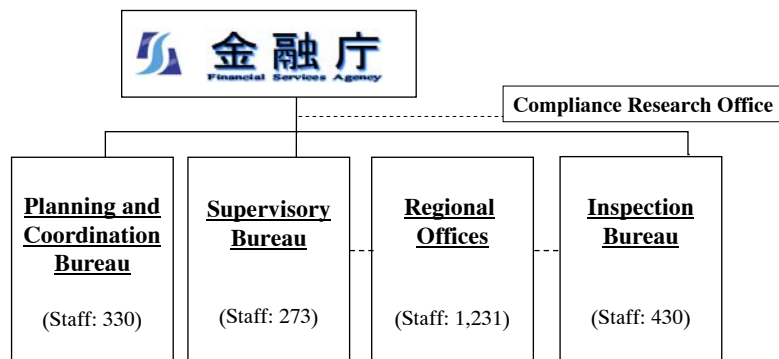 金融庁
Financial Services Agency
Compliance Research Office
Planning and
Coordination
Bureau
(Staff: 330)
Supervisory
Bureau
(Staff: 273)
Regional
Offices
(Staff: 1,231)
Inspection
Bureau
(Staff: 430)